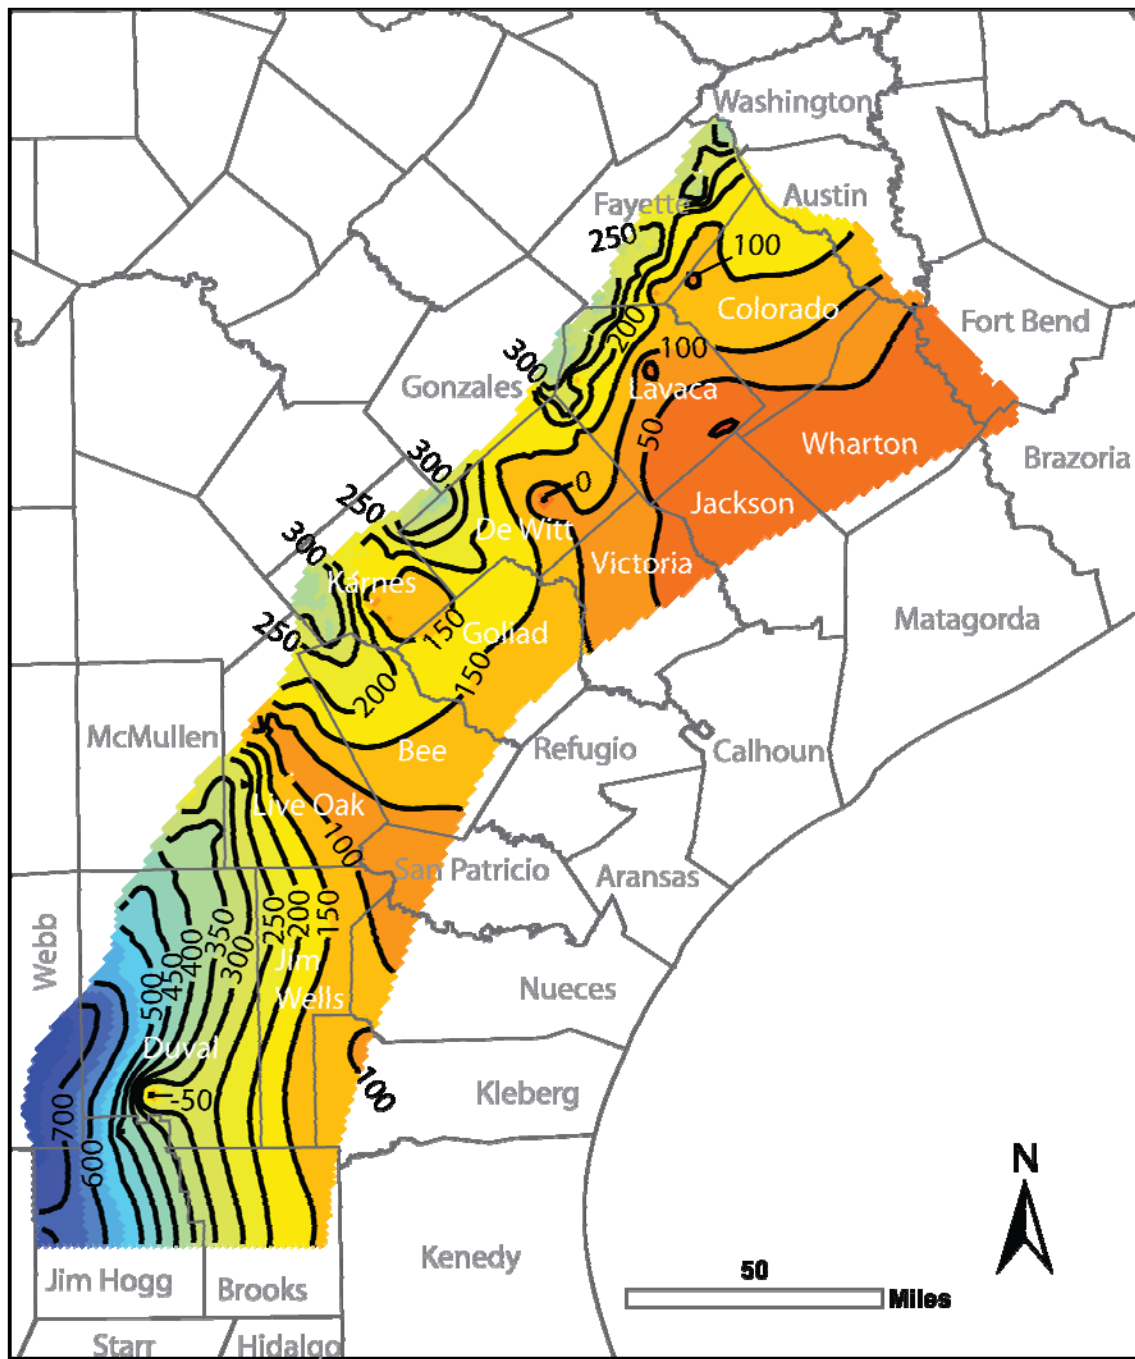 Washington
Austin
Fayette
250
100
Colorado
Fort Bend
200
300
100
Gonzales
Lavaca
50
Wharton
Brazoria
300
0
250
Jackson
De Witt
300
Victoria
Karnes
Matagorda
250
150
Goliad
150
200
McMullen
Bee
Refugio
Calhoun
Live Oak
100
San Patricio
Aransas
250
200
150
350
400
300
450
500
Webb
Jim
Wells
Nueces
Duval
100
Kleberg
-50
700
600
N
Kenedy
50
Miles
Jim Hogg
Brooks
Starr
Hidalgo